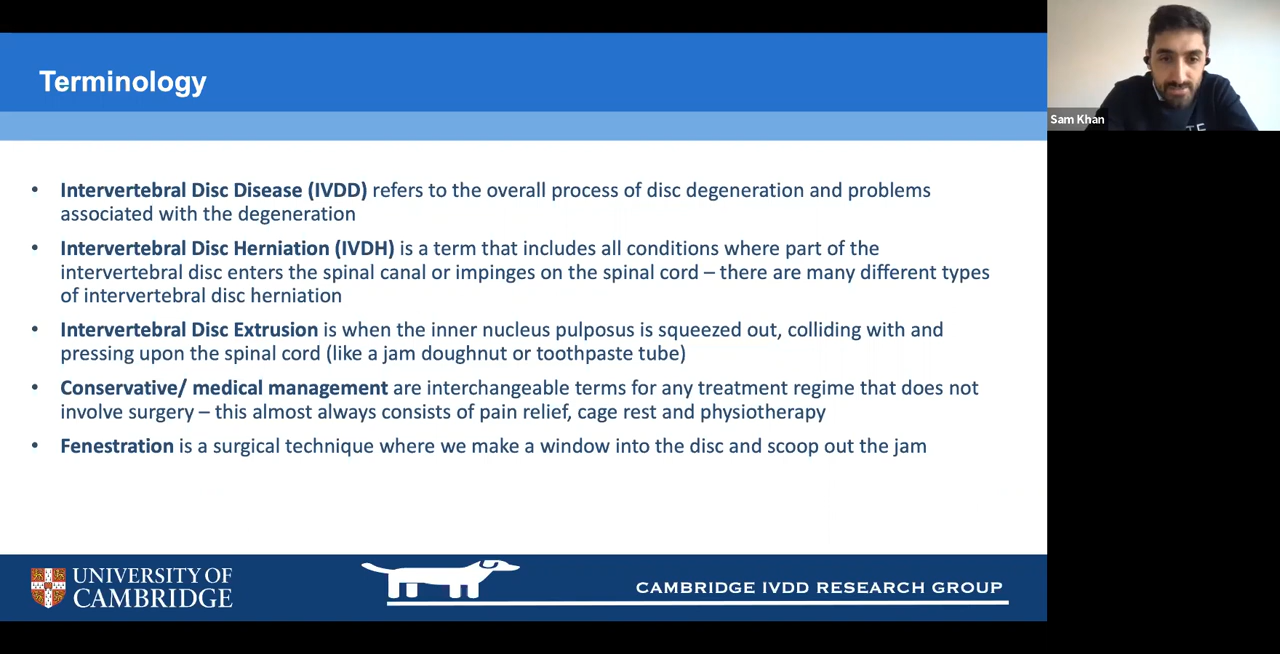 Terminology
Sam Khan
• Intervertebral Disc Disease (IVDD) refers to the overall process of disc degeneration and problems
associated with the degeneration
• Intervertebral Disc Herniation (IVDH) is a term that includes all conditions where part of the
intervertebral disc enters the spinal canal or impinges on the spinal cord – there are many different types
of intervertebral disc herniation
• Intervertebral Disc Extrusion is when the inner nucleus pulposus is squeezed out, colliding with and
pressing upon the spinal cord (like a jam doughnut or toothpaste tube)
• Conservative/ medical management are interchangeable terms for any treatment regime that does not
involve surgery – this almost always consists of pain relief, cage rest and physiotherapy
• Fenestration is a surgical technique where we make a window into the disc and scoop out the jam
UNIVERSITY OF
CAMBRIDGE
CAMBRIDGE IVDD RESEARCH GROUP